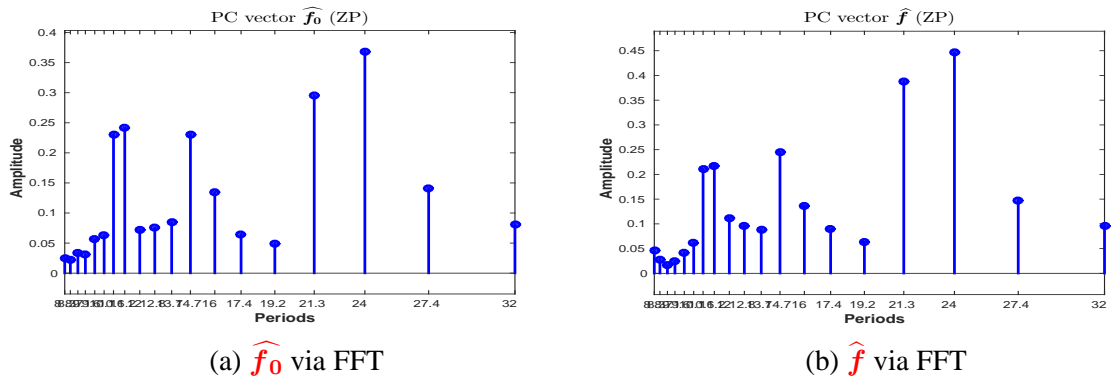 PC vector f̂₀ (ZP)
0.4
0.35
0.3
0.25
0.2
0.15
0.1
0.05
0
Amplitude
17.4 19.2 21.3 24 27.4 32
Periods
(a) f̂₀ via FFT
PC vector f̂ (ZP)
0.45
0.4
0.35
0.3
0.25
0.2
0.15
0.1
0.05
0
Amplitude
17.4 19.2 21.3 24 27.4 32
Periods
(b) f̂ via FFT